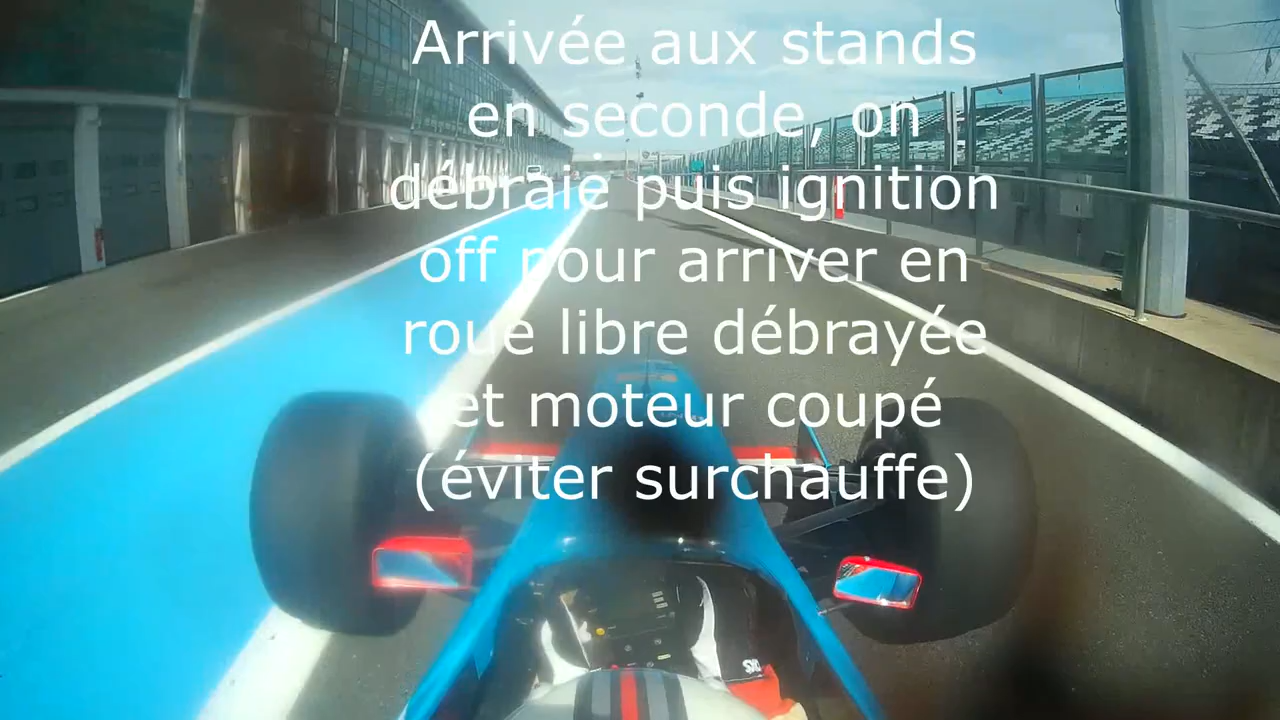 Arrivée aux stands
en seconde, on
débraie puis ignition
off pour arriver en
roue libre débrayée
et moteur coupé
(éviter surchauffe)